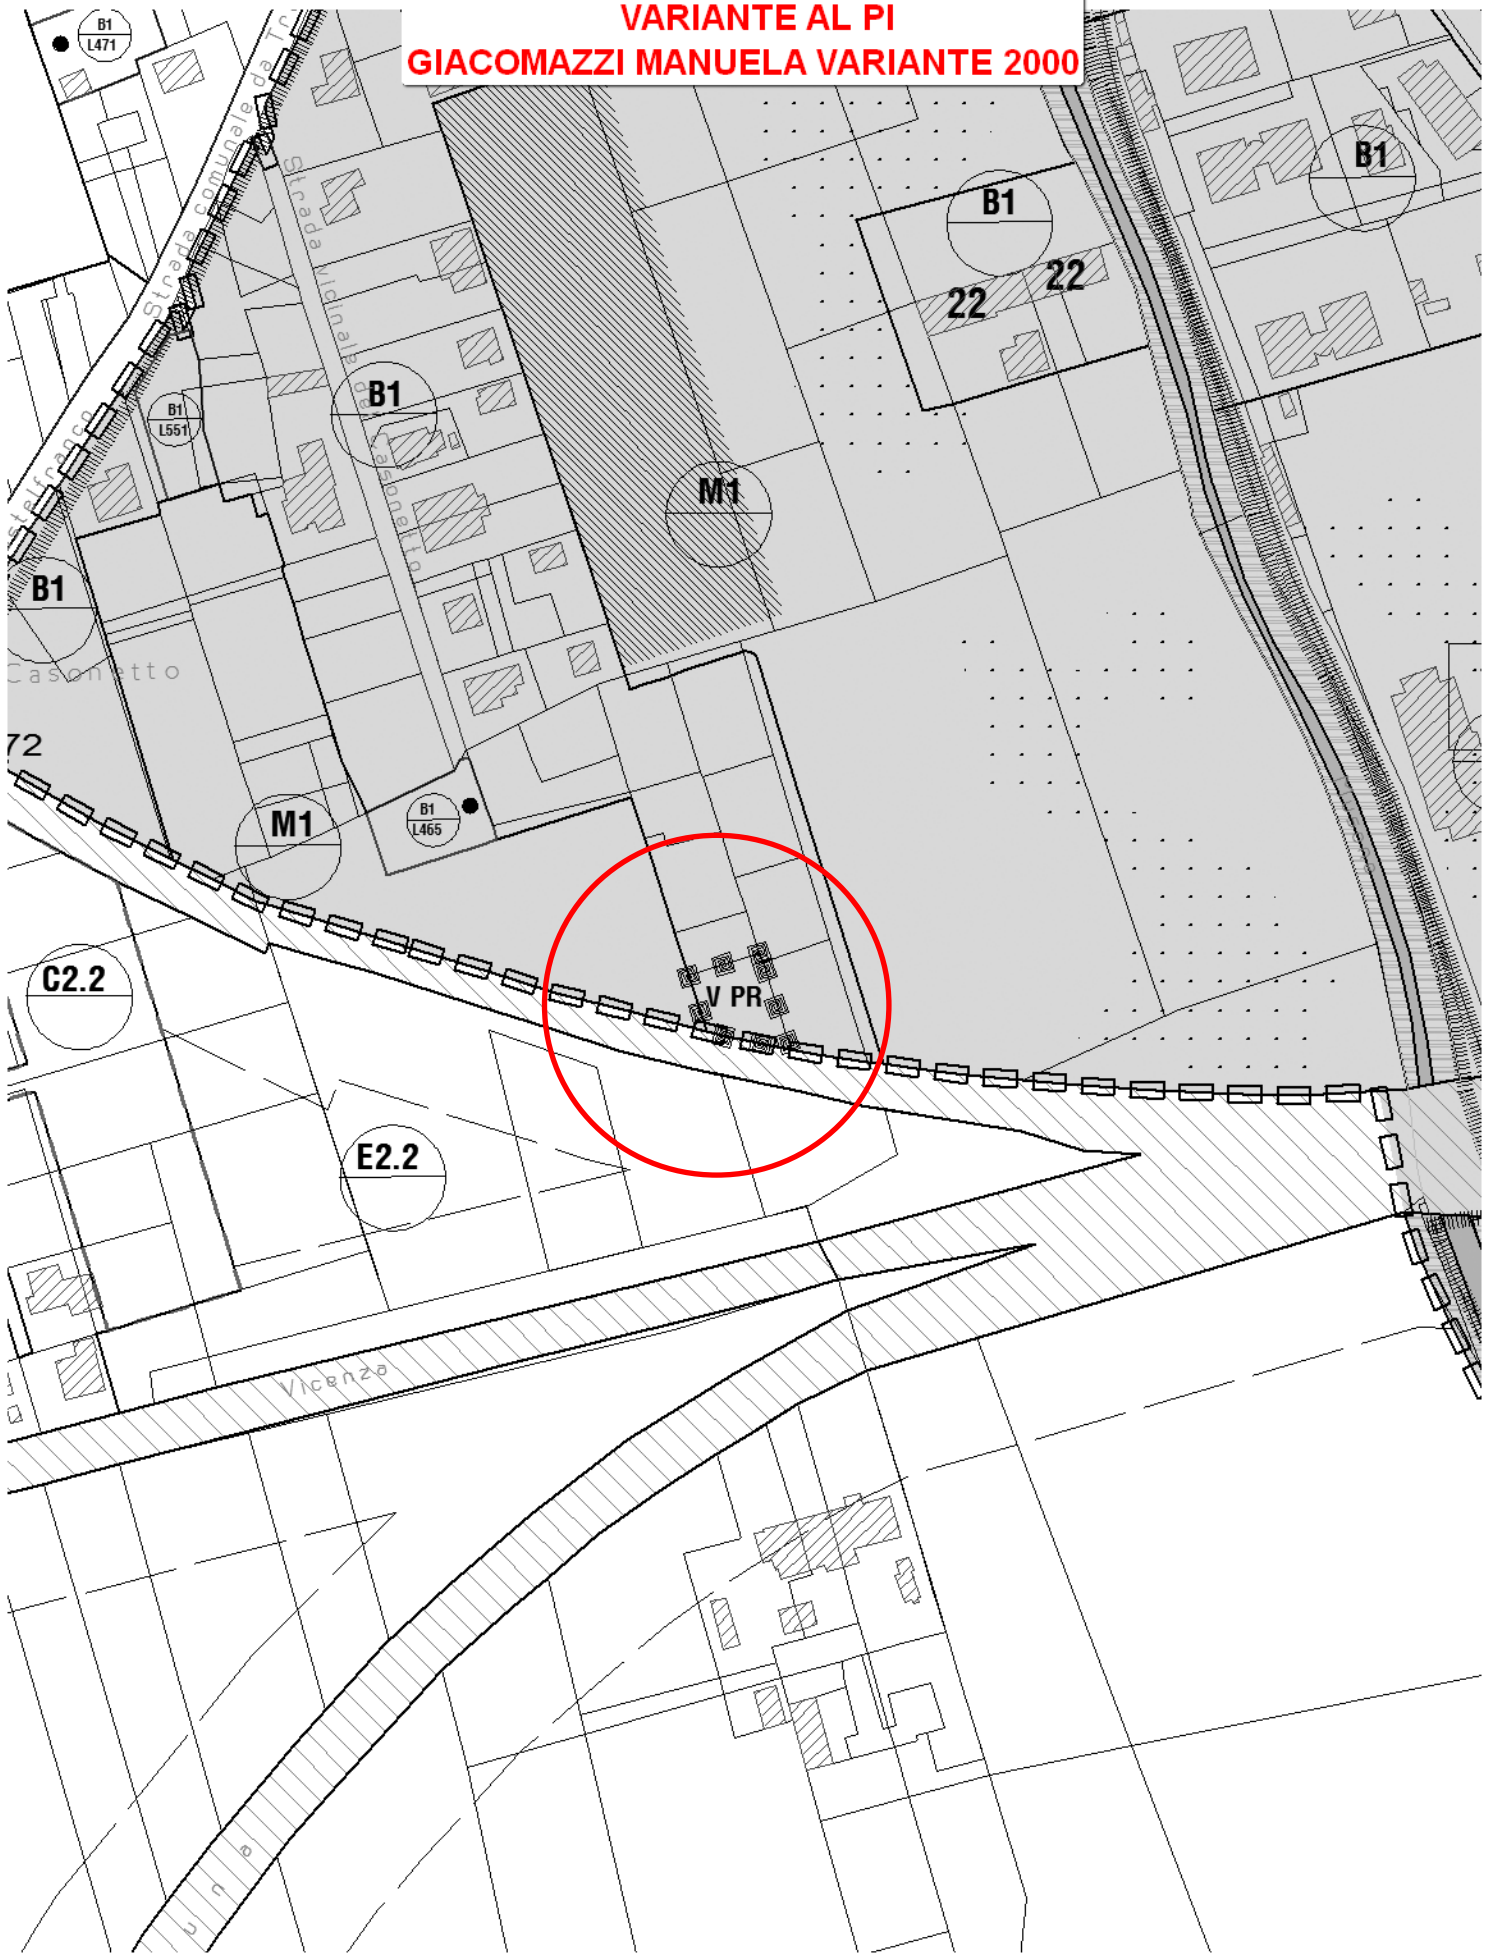 VARIANTE AL PI
GIACOMAZZI MANUELA VARIANTE 2000
B1
L471
Strada comunale da
Strada vicinale del Casonetto
B1
B1
22
22
B1
B1
L551
M1
B1
Casonetto
72
M1
B1
L465
V PR
C2.2
E2.2
Vicenza